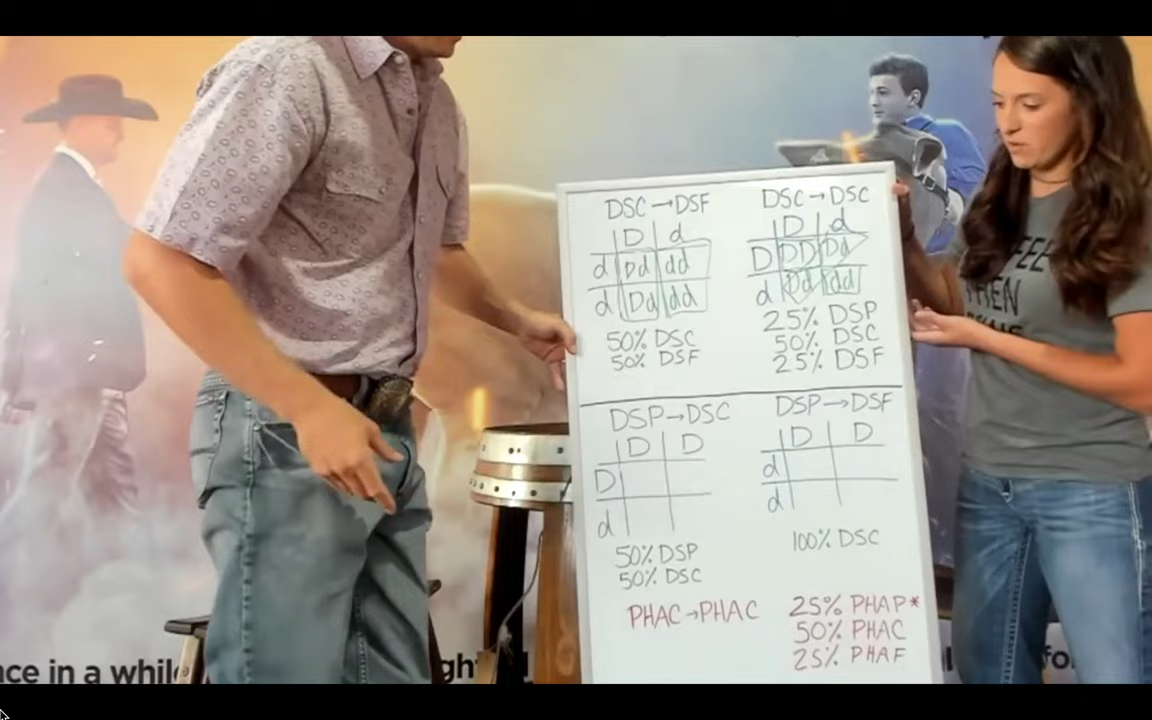 DSC→DSF
D d
d Dd dd
d Dd dd
50% DSC
50% DSF
DSC→DSC
D d
D DD Dd
d Dd dd
25% DSP
50% DSC
25% DSF
DSP→DSC
D D
D
d
50% DSP
50% DSC
DSP→DSF
D D
d
d
100% DSC
PHAC→PHAC
25% PHAP*
50% PHAC
25% PHAF
in a while